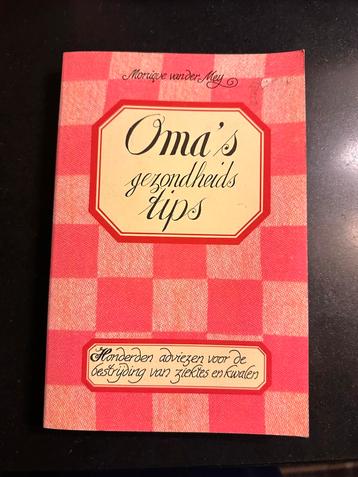 Monique van der Mey
Oma's
gezondheids
tips
Honderden adviezen voor de
bestrijding van ziektes en kwalen